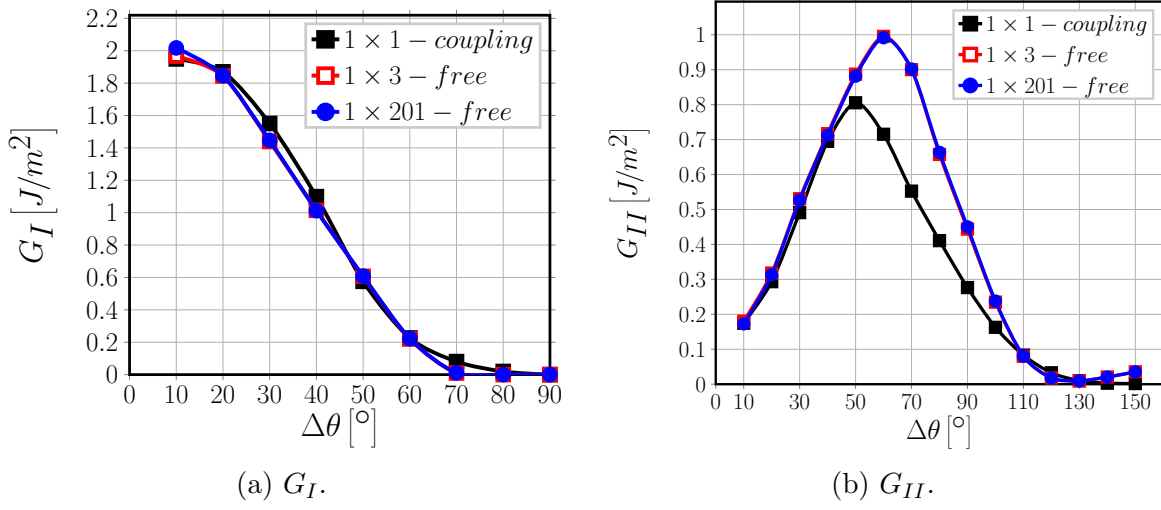 2.2
2
1.8
1.6
1.4
1.2
1
0.8
0.6
0.4
0.2
0
G_I [J/m^2]
1 × 1 − coupling
1 × 3 − free
1 × 201 − free
0 10 20 30 40 50 60 70 80 90
Δθ [°]
(a) G_I.
1
0.9
0.8
0.7
0.6
0.5
0.4
0.3
0.2
0.1
0
G_{II} [J/m^2]
1 × 1 − coupling
1 × 3 − free
1 × 201 − free
0 10 30 50 70 90 110 130 150
Δθ [°]
(b) G_{II}.